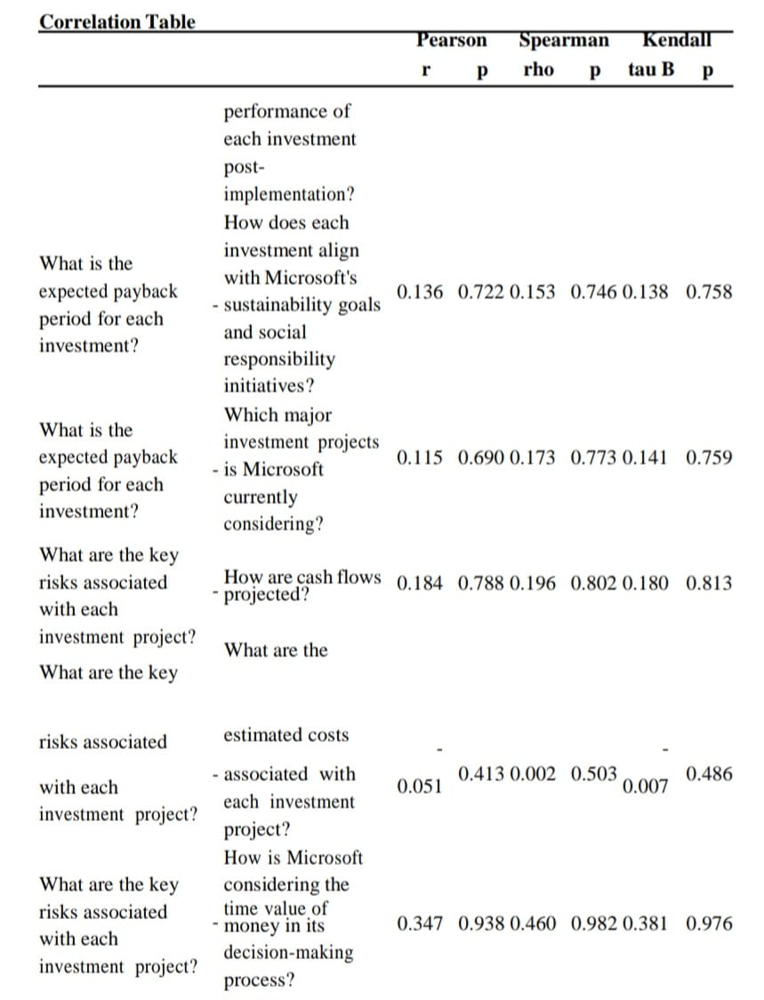 Correlation Table
Pearson Spearman Kendall
r p rho p tau B p
performance of
each investment
post-
implementation?
What is the
expected payback
period for each
investment?
How does each
investment align
with Microsoft's
- sustainability goals
and social
responsibility
initiatives?
0.136 0.722 0.153 0.746 0.138 0.758
What is the
expected payback
period for each
investment?
Which major
investment projects
- is Microsoft
currently
considering?
0.115 0.690 0.173 0.773 0.141 0.759
What are the key
risks associated
with each
investment project?
How are cash flows
- projected?
0.184 0.788 0.196 0.802 0.180 0.813
What are the key
What are the
risks associated
with each
investment project?
estimated costs
- associated with
each investment
project?
- -
0.051 0.413 0.002 0.503 0.007 0.486
What are the key
risks associated
with each
investment project?
How is Microsoft
considering the
time value of
- money in its
decision-making
process?
0.347 0.938 0.460 0.982 0.381 0.976